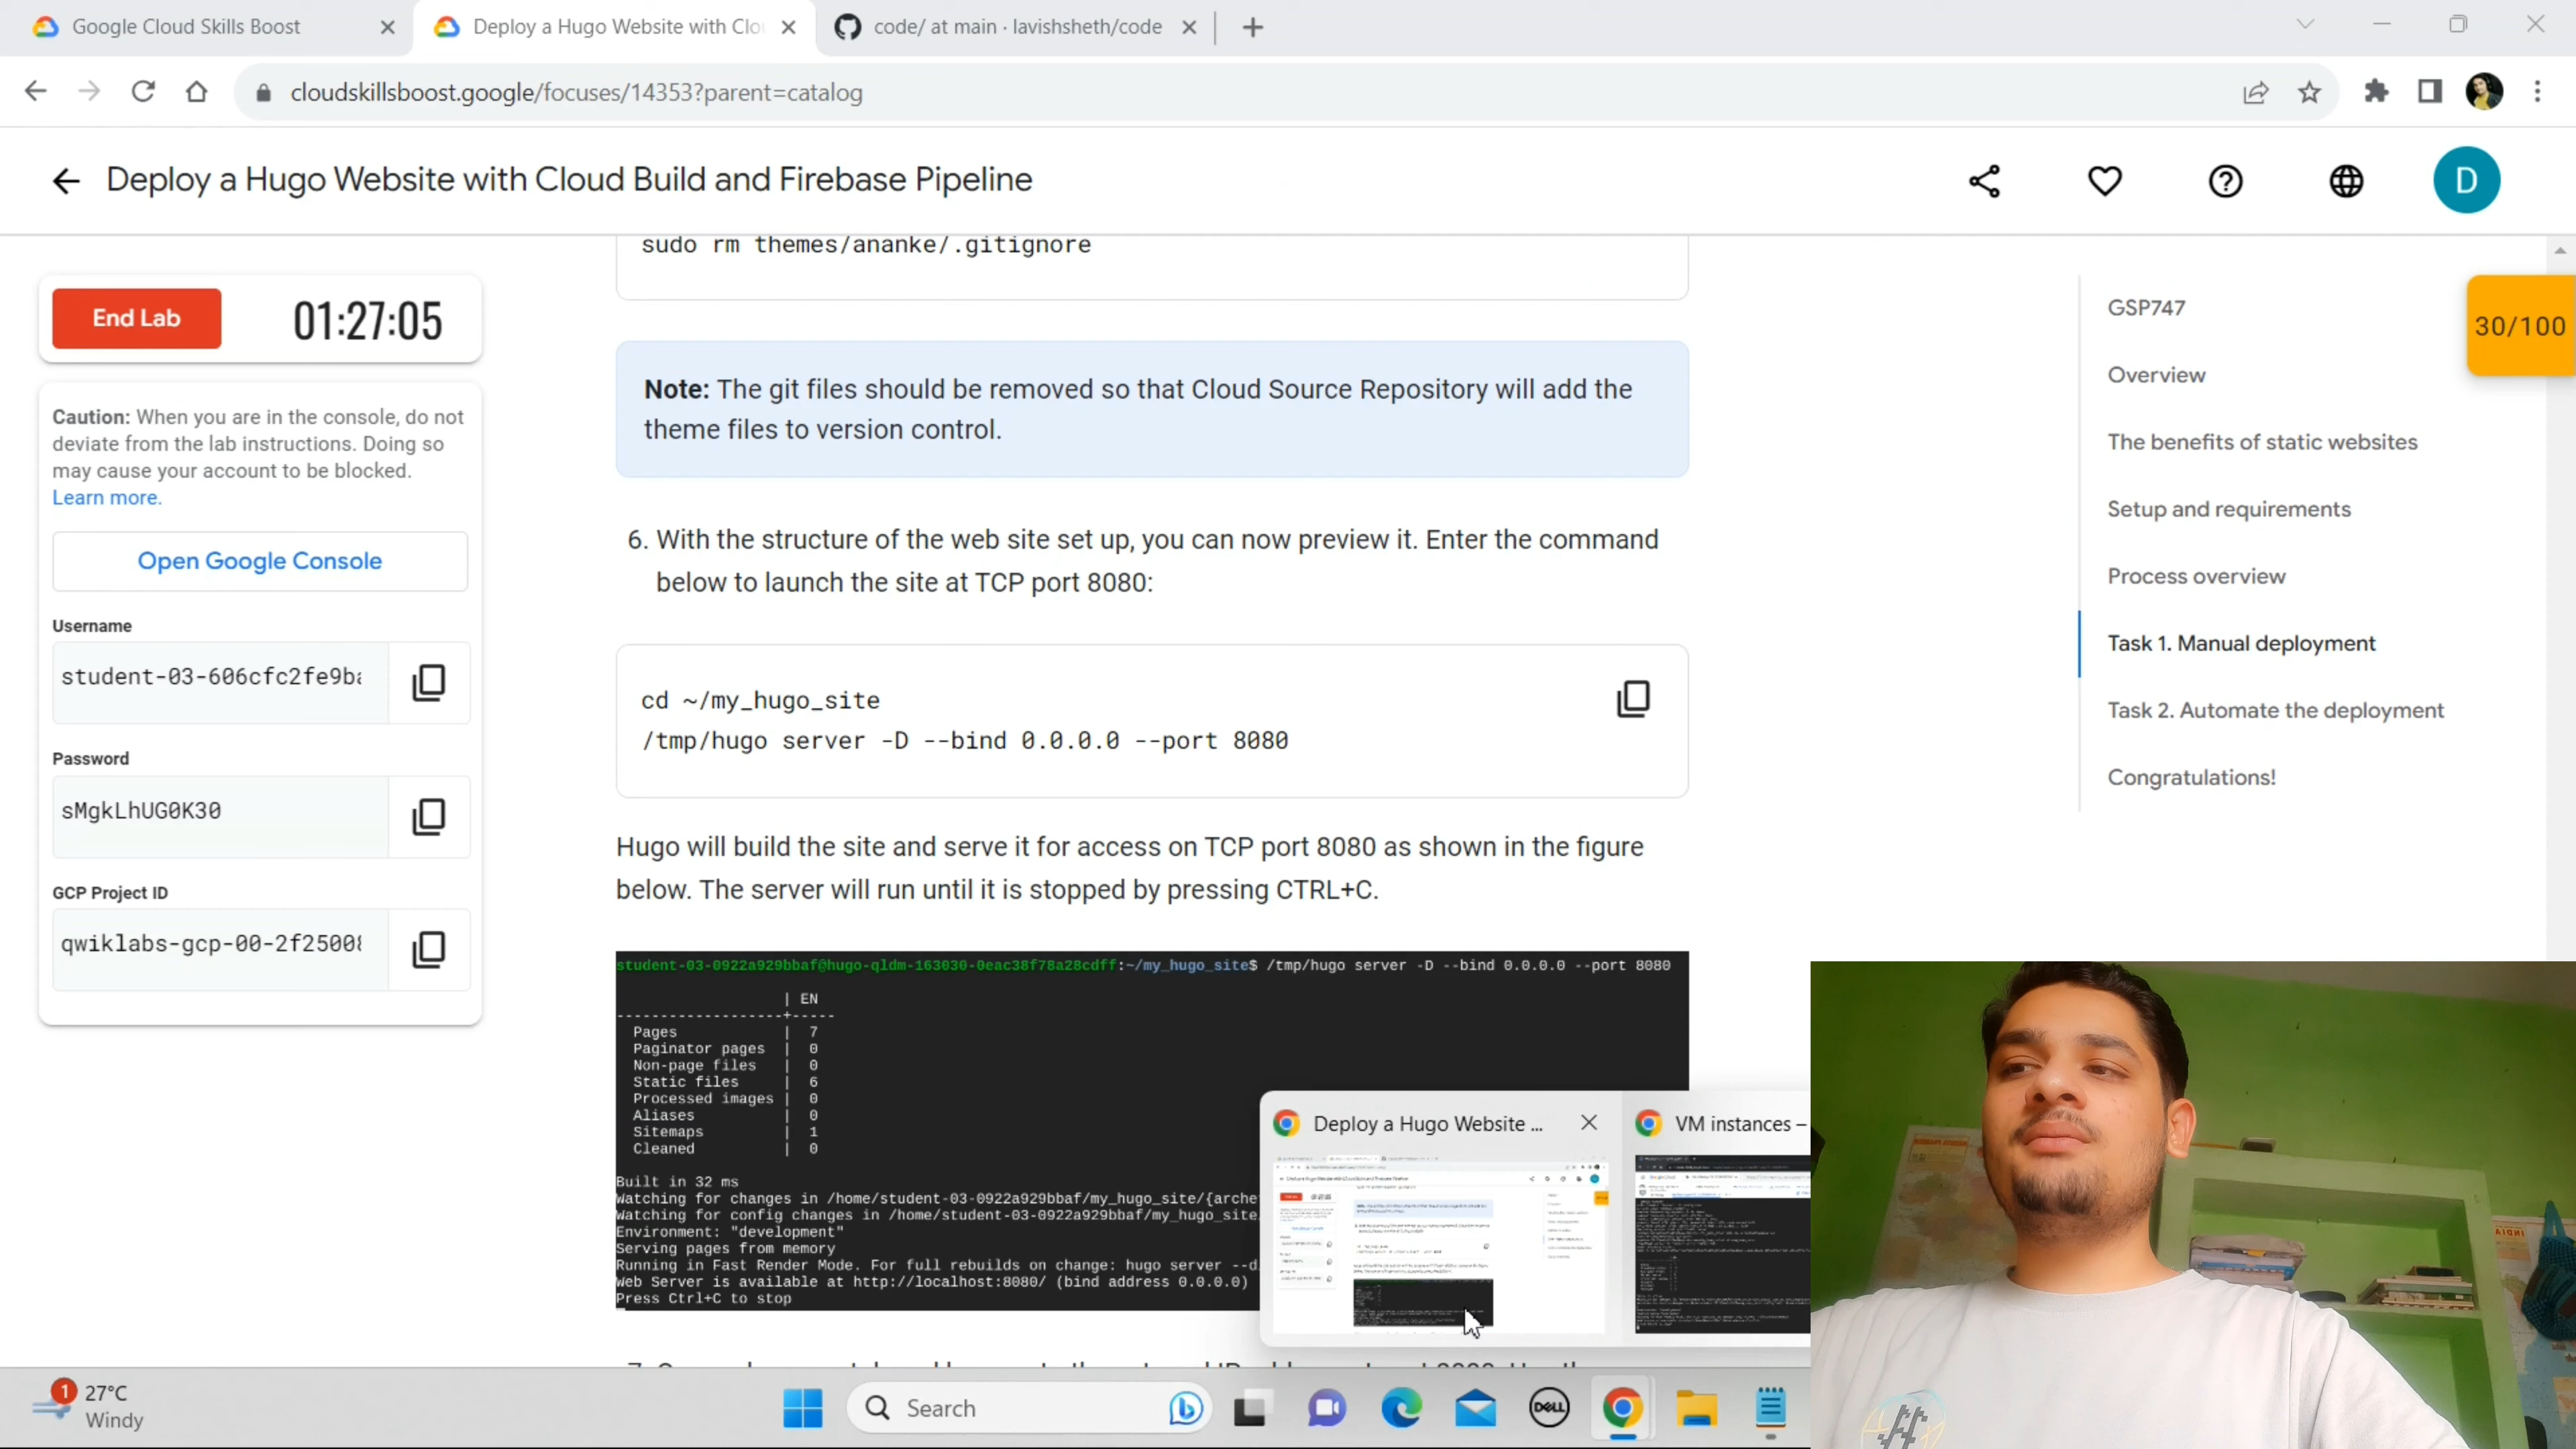 Google Cloud Skills Boost
Deploy a Hugo Website with Clo
code/ at main · lavishsheth/code
cloudskillsboost.google/focuses/14353?parent=catalog
Deploy a Hugo Website with Cloud Build and Firebase Pipeline
D
End Lab
01:27:05
Caution: When you are in the console, do not
deviate from the lab instructions. Doing so
may cause your account to be blocked.
Learn more.
Open Google Console
Username
student-03-606cfc2fe9b
Password
sMgkLhUG0K30
GCP Project ID
qwiklabs-gcp-00-2f2500
sudo rm themes/ananke/.gitignore
Note: The git files should be removed so that Cloud Source Repository will add the
theme files to version control.
6. With the structure of the web site set up, you can now preview it. Enter the command
below to launch the site at TCP port 8080:
cd ~/my_hugo_site
/tmp/hugo server -D --bind 0.0.0.0 --port 8080
Hugo will build the site and serve it for access on TCP port 8080 as shown in the figure
below. The server will run until it is stopped by pressing CTRL+C.
student-03-0922a929bbaf@hugo-qldm-163030-0eac38f78a28cdff:~/my_hugo_site$ /tmp/hugo server -D --bind 0.0.0.0 --port 8080
| EN
-------------------+-----
Pages | 7
Paginator pages | 0
Non-page files | 0
Static files | 6
Processed images | 0
Aliases | 0
Sitemaps | 1
Cleaned | 0
Built in 32 ms
Watching for changes in /home/student-03-0922a929bbaf/my_hugo_site/{arche
Watching for config changes in /home/student-03-0922a929bbaf/my_hugo_site
Environment: "development"
Serving pages from memory
Running in Fast Render Mode. For full rebuilds on change: hugo server --d
Web Server is available at http://localhost:8080/ (bind address 0.0.0.0)
Press Ctrl+C to stop
GSP747
Overview
The benefits of static websites
Setup and requirements
Process overview
Task 1. Manual deployment
Task 2. Automate the deployment
Congratulations!
30/100
Deploy a Hugo Website ...
VM instances –
1
27°C
Windy
Search
DELL